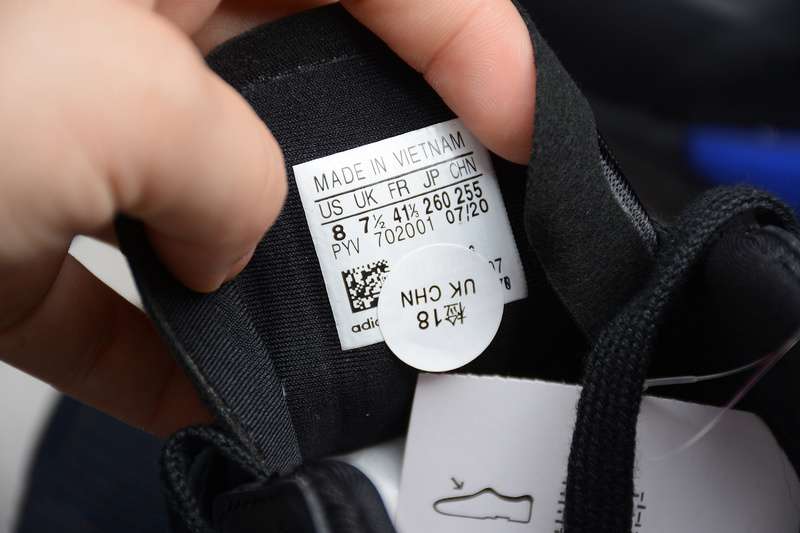 MADE IN VIETNAM
US UK FR JP CHN
8 7½ 41⅓ 260 255
PYV 702001 07/20
检18
UK CHN